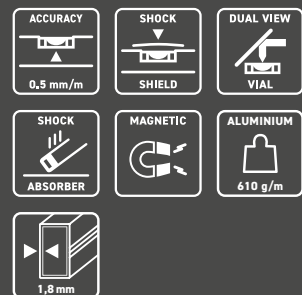 ACCURACY
0.5 mm/m
SHOCK
SHIELD
DUAL VIEW
VIAL
SHOCK
ABSORBER
MAGNETIC
ALUMINIUM
610 g/m
1,8 mm